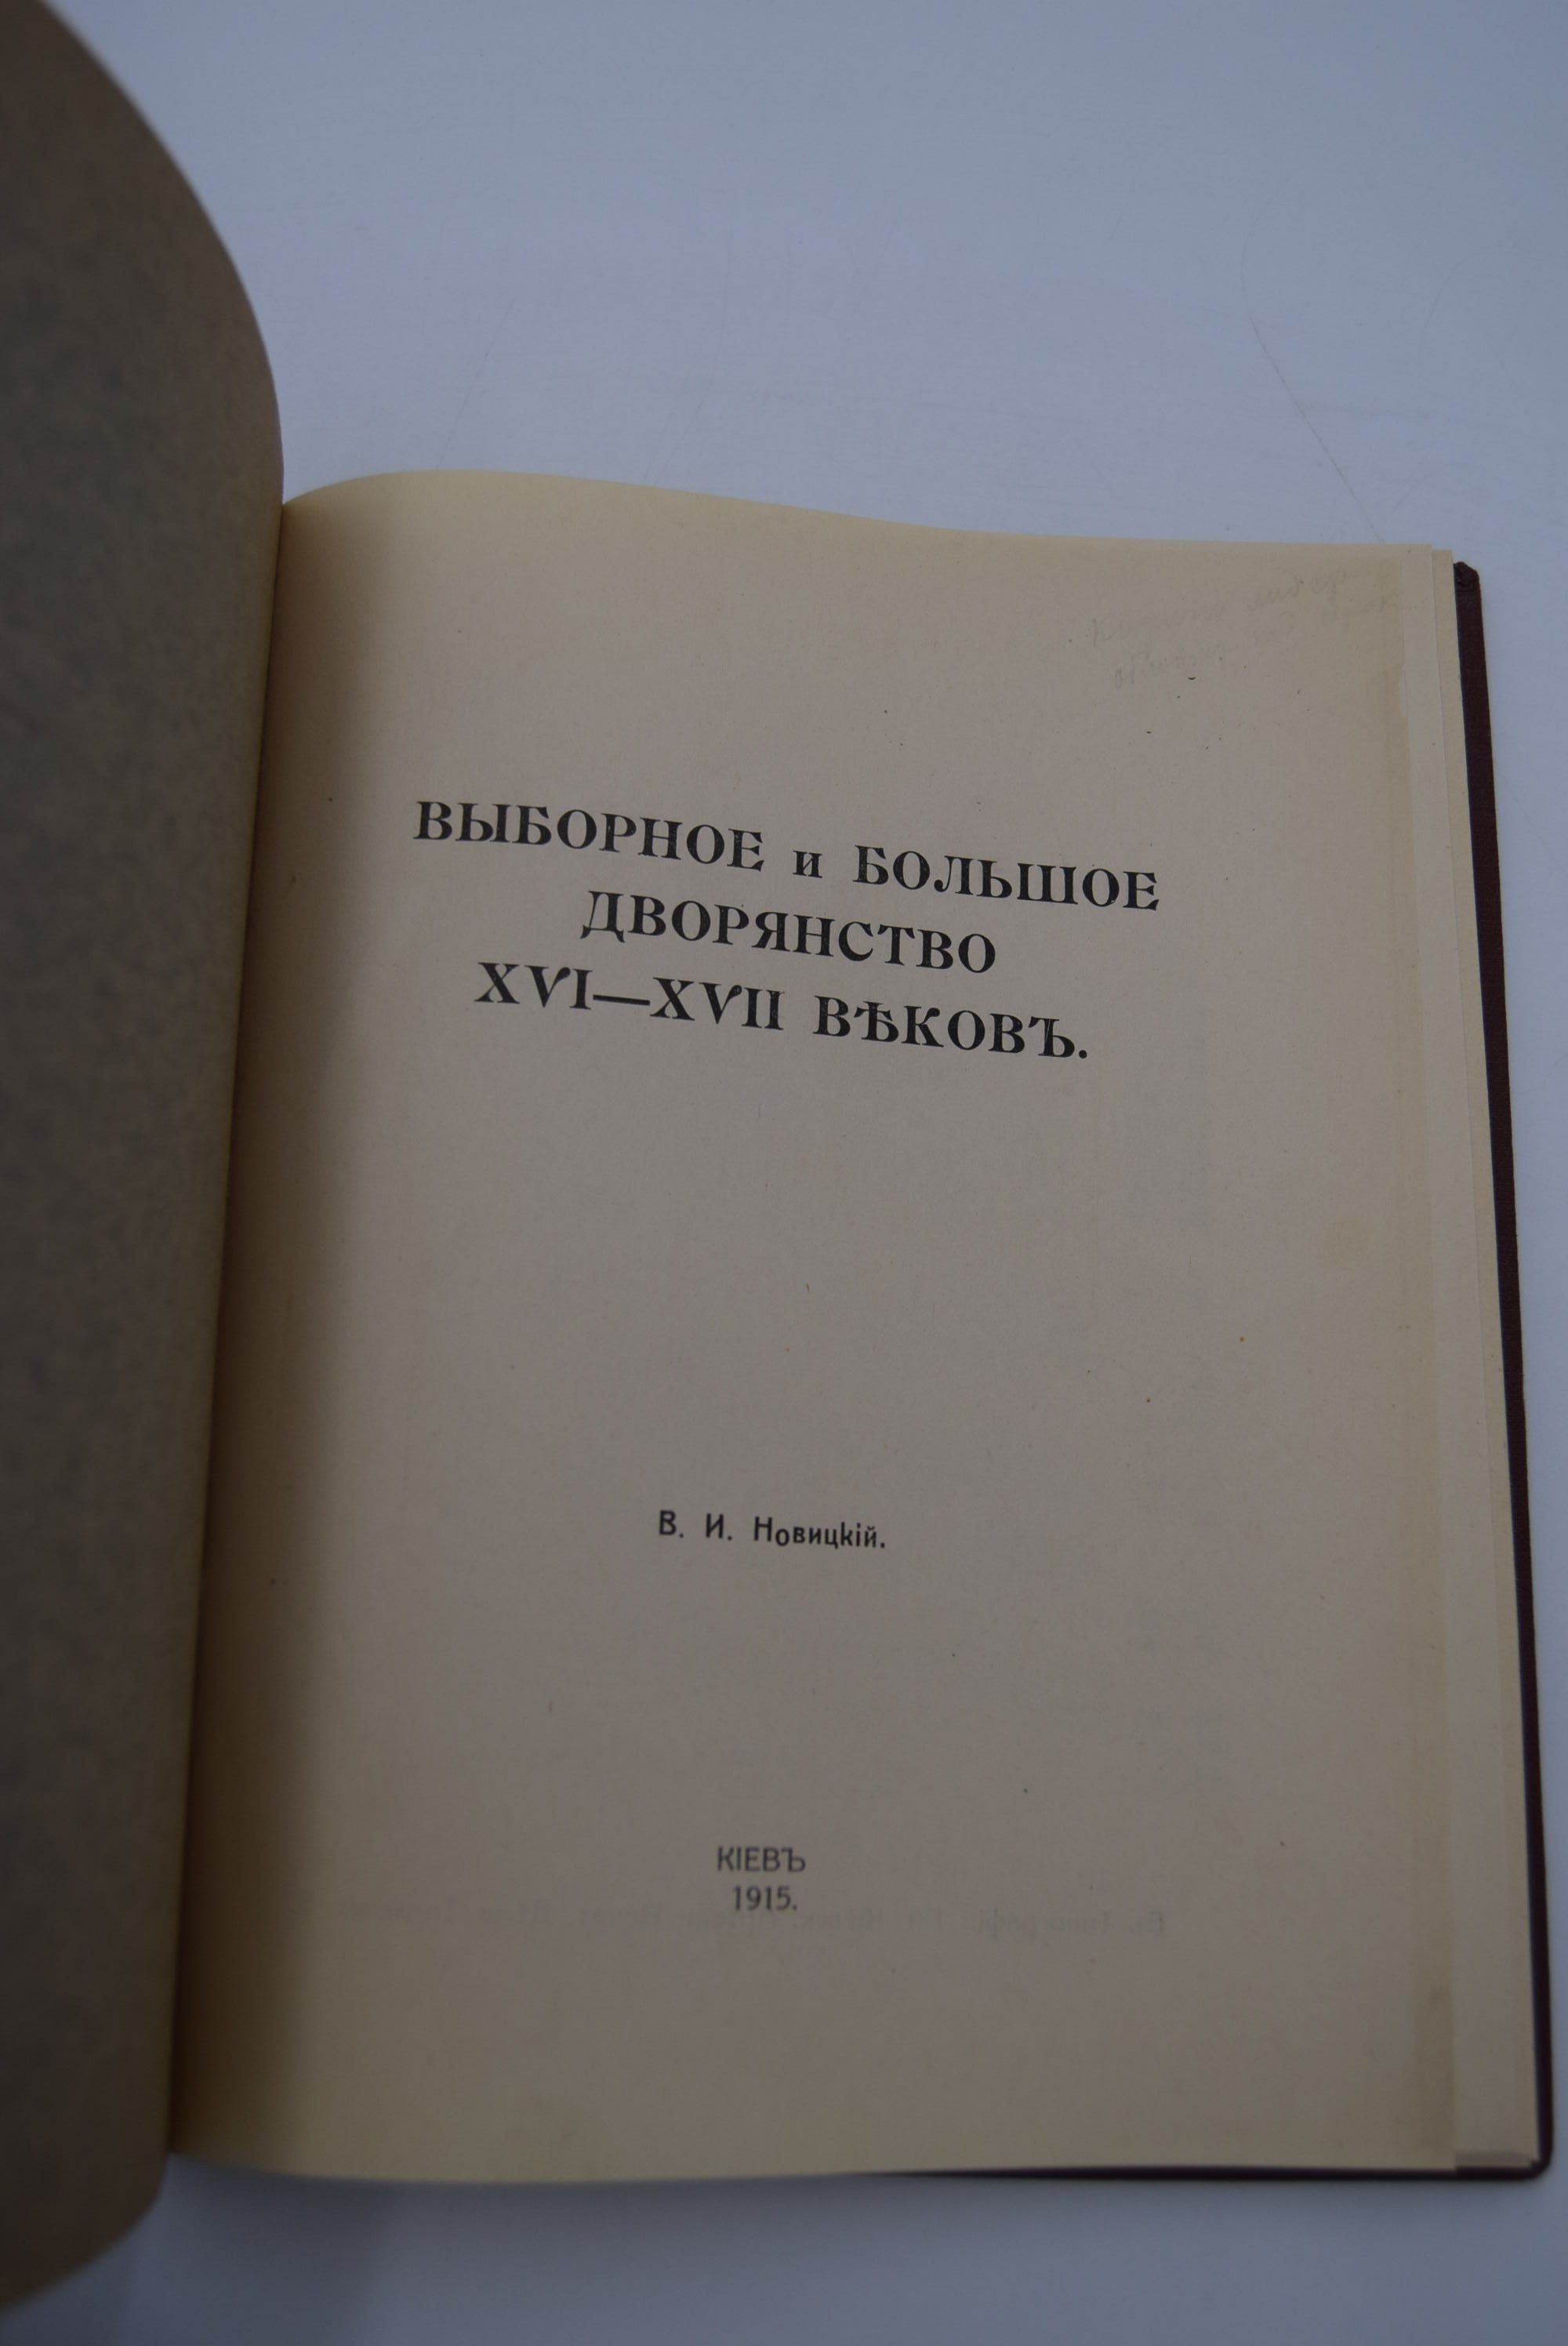 ВЫБОРНОЕ и БОЛЬШОЕ
ДВОРЯНСТВО
XVI—XVII ВѢКОВЪ.
В. И. Новицкій.
КІЕВЪ
1915.